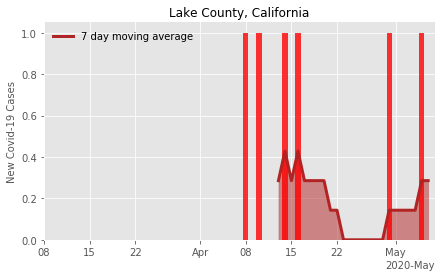 Lake County, California
7 day moving average
New Covid-19 Cases
1.0
0.8
0.6
0.4
0.2
0.0
08 15 22 Apr 08 15 22 May
2020-May